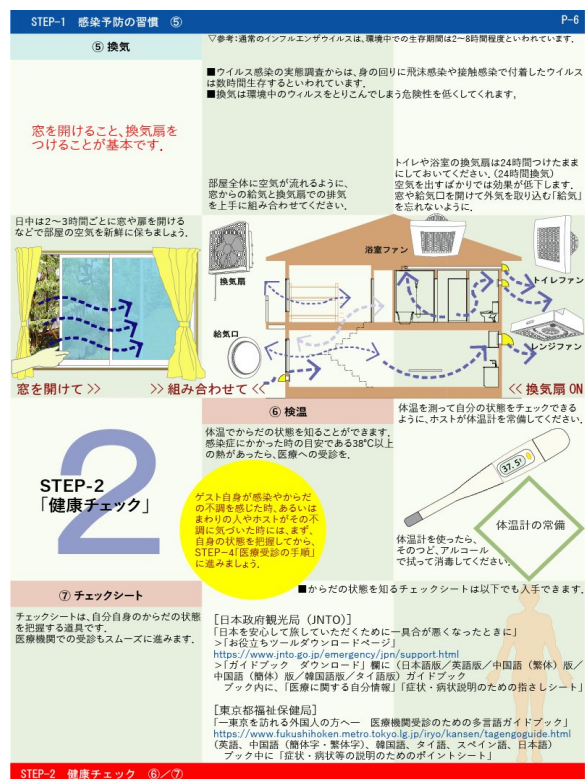 STEP-1 感染予防の習慣 ⑤
P-6
⑤ 換気
▽参考:通常のインフルエンザウイルスは、環境中での生存期間は2~8時間程度といわれています.
■ウイルス感染の実態調査からは、身の回りに飛沫感染や接触感染で付着したウイルス
は数時間生存するといわれています.
■換気は環境中のウィルスをとりこんでしまう危険性を低くしてくれます,
窓を開けること、換気扇を
つけることが基本です.
部屋全体に空気が流れるように、
窓からの給気と換気扇での排気
を上手に組み合わせてください.
トイレや浴室の換気扇は24時間つけたまま
にしておいてください.(24時間換気)
空気を出すばかりでは効果が低下します.
窓や給気口を開けて外気を取り込む「給気」
を忘れないように.
日中は2~3時間ごとに窓や扉を開ける
などで部屋の空気を新鮮に保ちましょう.
換気扇
浴室ファン
トイレファン
給気口
レンジファン
窓を開けて >>
>> 組み合わせて <<
<< 換気扇 ON
⑥ 検温
体温でからだの状態を知ることができます.
感染症にかかった時の目安である38℃以上
の熱があったら、医療への受診を.
体温を測って自分の状態をチェックできる
ように、ホストが体温計を常備してください.
2
STEP-2
「健康チェック」
ゲスト自身が感染やからだ
の不調を感じた時、あるいは
まわりの人やホストがその不
調に気づいた時には、まず、
自身の状態を把握してから、
STEP-4「医療受診の手順」
に進みましょう.
37.5°
体温計の常備
体温計を使ったら、
そのつど、アルコール
で拭って消毒してください.
⑦ チェックシート
■からだの状態を知るチェックシートは以下でも入手できます.
チェックシートは、自分自身のからだの状態
を把握する道具です.
医療機関での受診もスムーズに進みます.
[日本政府観光局(JNTO)]
「日本を安心して旅していただくために一具合が悪くなったときに」
>「お役立ちツールダウンロードページ」
https://www.jnto.go.jp/emergency/jpn/support.html
>「ガイドブック ダウンロード」欄に(日本語版/英語版/中国語(繁体)版/
中国語(簡体)版/韓国語版/タイ語版)ガイドブック
ブック内に、「医療に関する自分情報」「症状・病状説明のための指さしシート」
[東京都福祉保健局]
「一東京を訪れる外国人の方へー 医療機関受診のための多言語ガイドブック」
https://www.fukushihoken.metro.tokyo.lg.jp/iryo/kansen/tagengoguide.html
(英語、中国語(簡体字・繁体字)、韓国語、タイ語、スペイン語、日本語)
ブック中に「症状・病状等の説明のためのポイントシート」
STEP-2 健康チェック ⑥/⑦